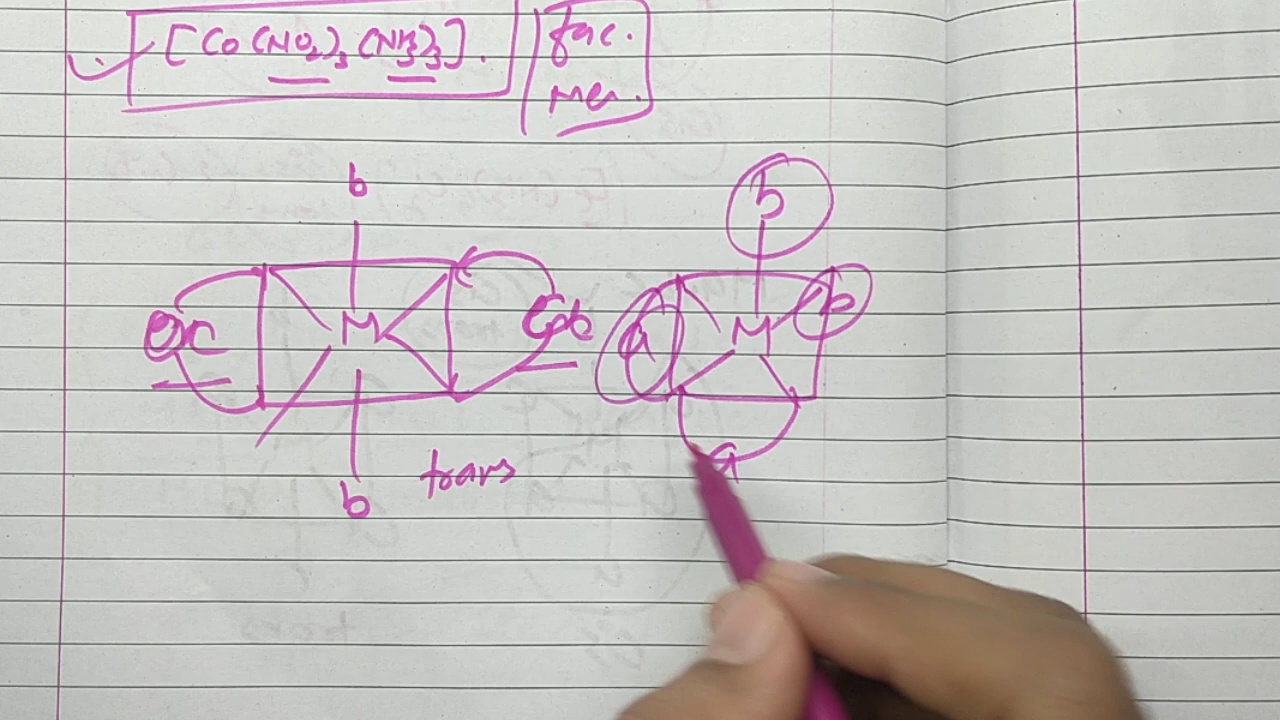 [Co(NO2)3(NH3)3].
fac.
mer.
b
b
M
M
a
b
trans
a